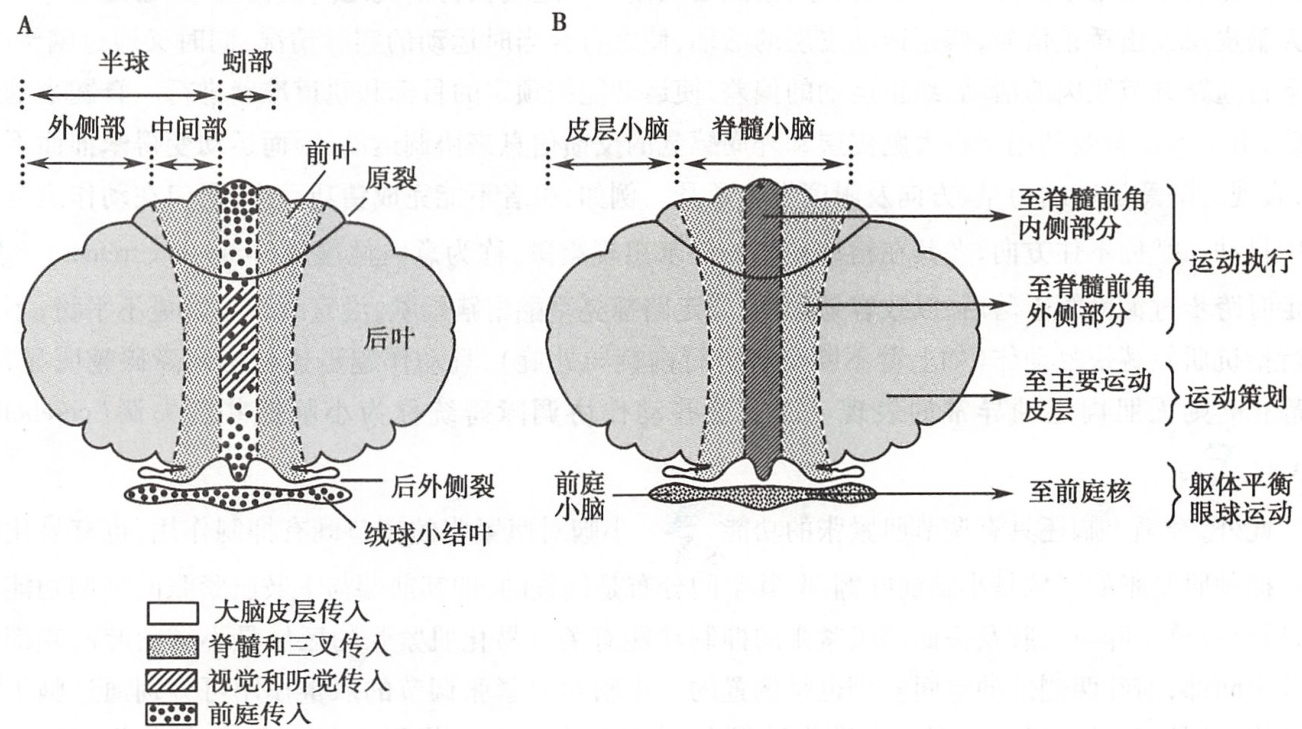 A
半球
蚓部
外侧部
中间部
前叶
原裂
后叶
后外侧裂
绒球小结叶
大脑皮层传入
脊髓和三叉传入
视觉和听觉传入
前庭传入
B
皮层小脑
脊髓小脑
至脊髓前角
内侧部分
至脊髓前角
外侧部分
运动执行
至主要运动
皮层
运动策划
前庭
小脑
至前庭核
躯体平衡
眼球运动